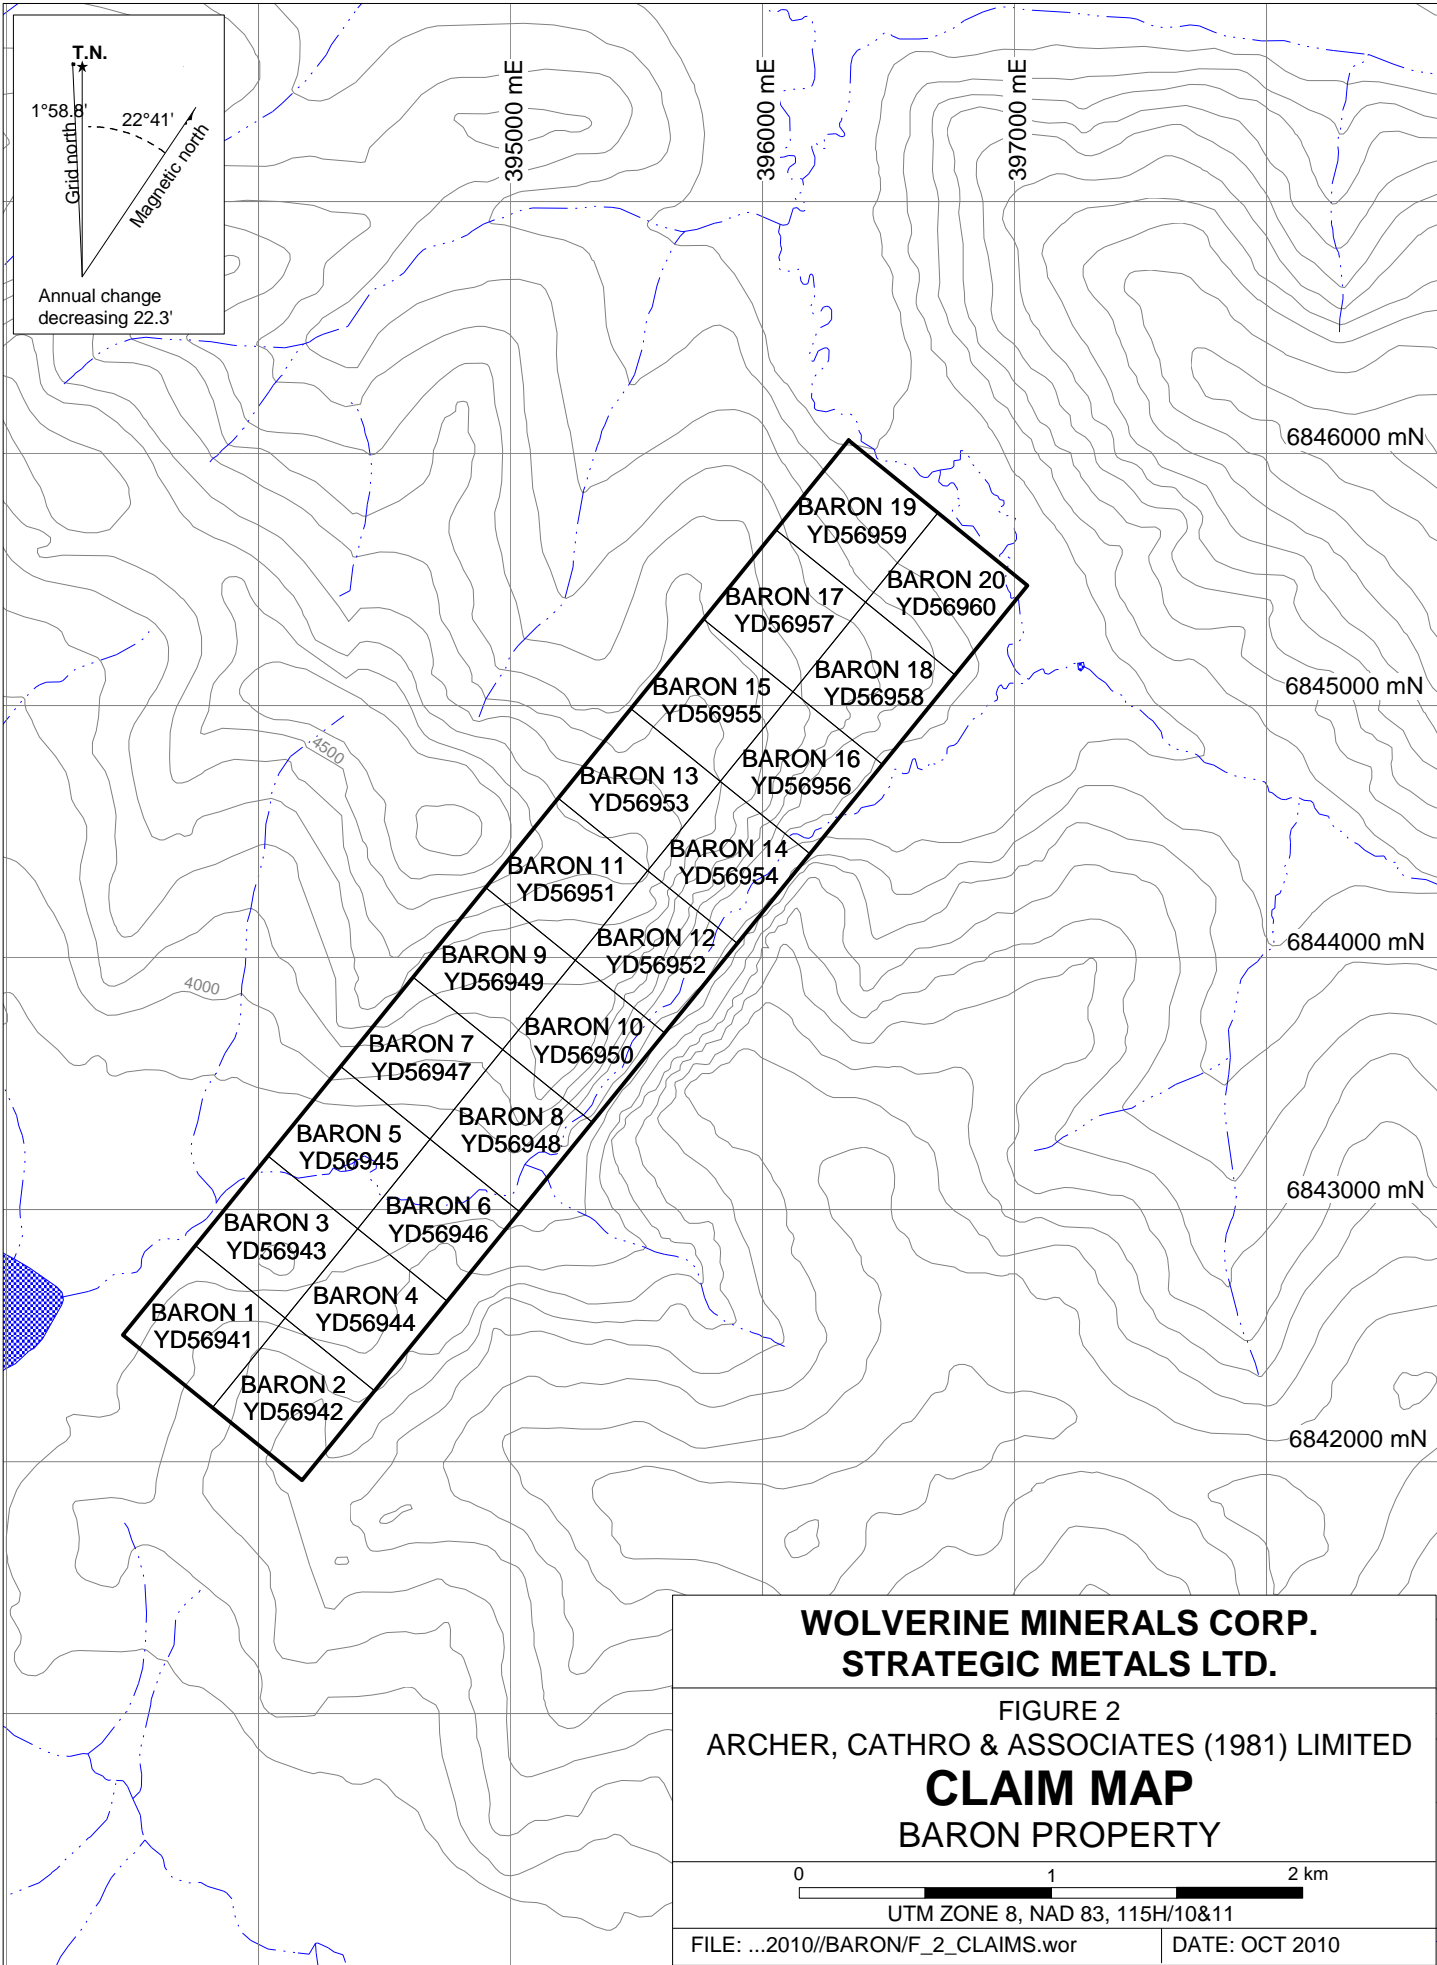 T.N.
1°58.8'
22°41'
Grid north
Magnetic north
Annual change
decreasing 22.3'
395000 mE
396000 mE
397000 mE
6846000 mN
6845000 mN
6844000 mN
6843000 mN
6842000 mN
4500
4000
BARON 19
YD56959
BARON 20
YD56960
BARON 17
YD56957
BARON 18
YD56958
BARON 15
YD56955
BARON 16
YD56956
BARON 13
YD56953
BARON 14
YD56954
BARON 11
YD56951
BARON 12
YD56952
BARON 9
YD56949
BARON 10
YD56950
BARON 7
YD56947
BARON 8
YD56948
BARON 5
YD56945
BARON 6
YD56946
BARON 3
YD56943
BARON 4
YD56944
BARON 1
YD56941
BARON 2
YD56942
WOLVERINE MINERALS CORP.
STRATEGIC METALS LTD.
FIGURE 2
ARCHER, CATHRO & ASSOCIATES (1981) LIMITED
CLAIM MAP
BARON PROPERTY
0 1 2 km
UTM ZONE 8, NAD 83, 115H/10&11
FILE: ...2010//BARON/F_2_CLAIMS.wor
DATE: OCT 2010